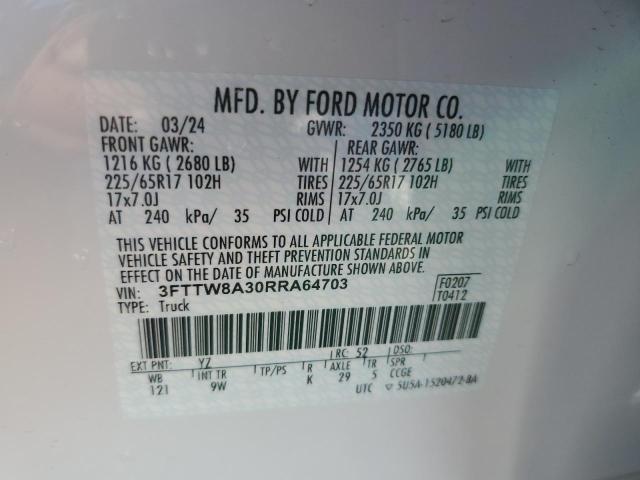 MFD. BY FORD MOTOR CO.
DATE: 03/24 GVWR: 2350 KG ( 5180 LB)
FRONT GAWR: REAR GAWR:
1216 KG ( 2680 LB) WITH 1254 KG ( 2765 LB) WITH
225/65R17 102H TIRES 225/65R17 102H TIRES
17x7.0J RIMS 17x7.0J RIMS
AT 240 kPa/ 35 PSI COLD AT 240 kPa/ 35 PSI COLD
THIS VEHICLE CONFORMS TO ALL APPLICABLE FEDERAL MOTOR
VEHICLE SAFETY AND THEFT PREVENTION STANDARDS IN
EFFECT ON THE DATE OF MANUFACTURE SHOWN ABOVE.
VIN: 3FTTW8A30RRA64703 F0207
TYPE: Truck T0412
EXT PNT: YZ RC: 52 DSO:
WB INT TR TP/PS R AXLE TR SPR
121 9W K 29 5 CCGE
UTC